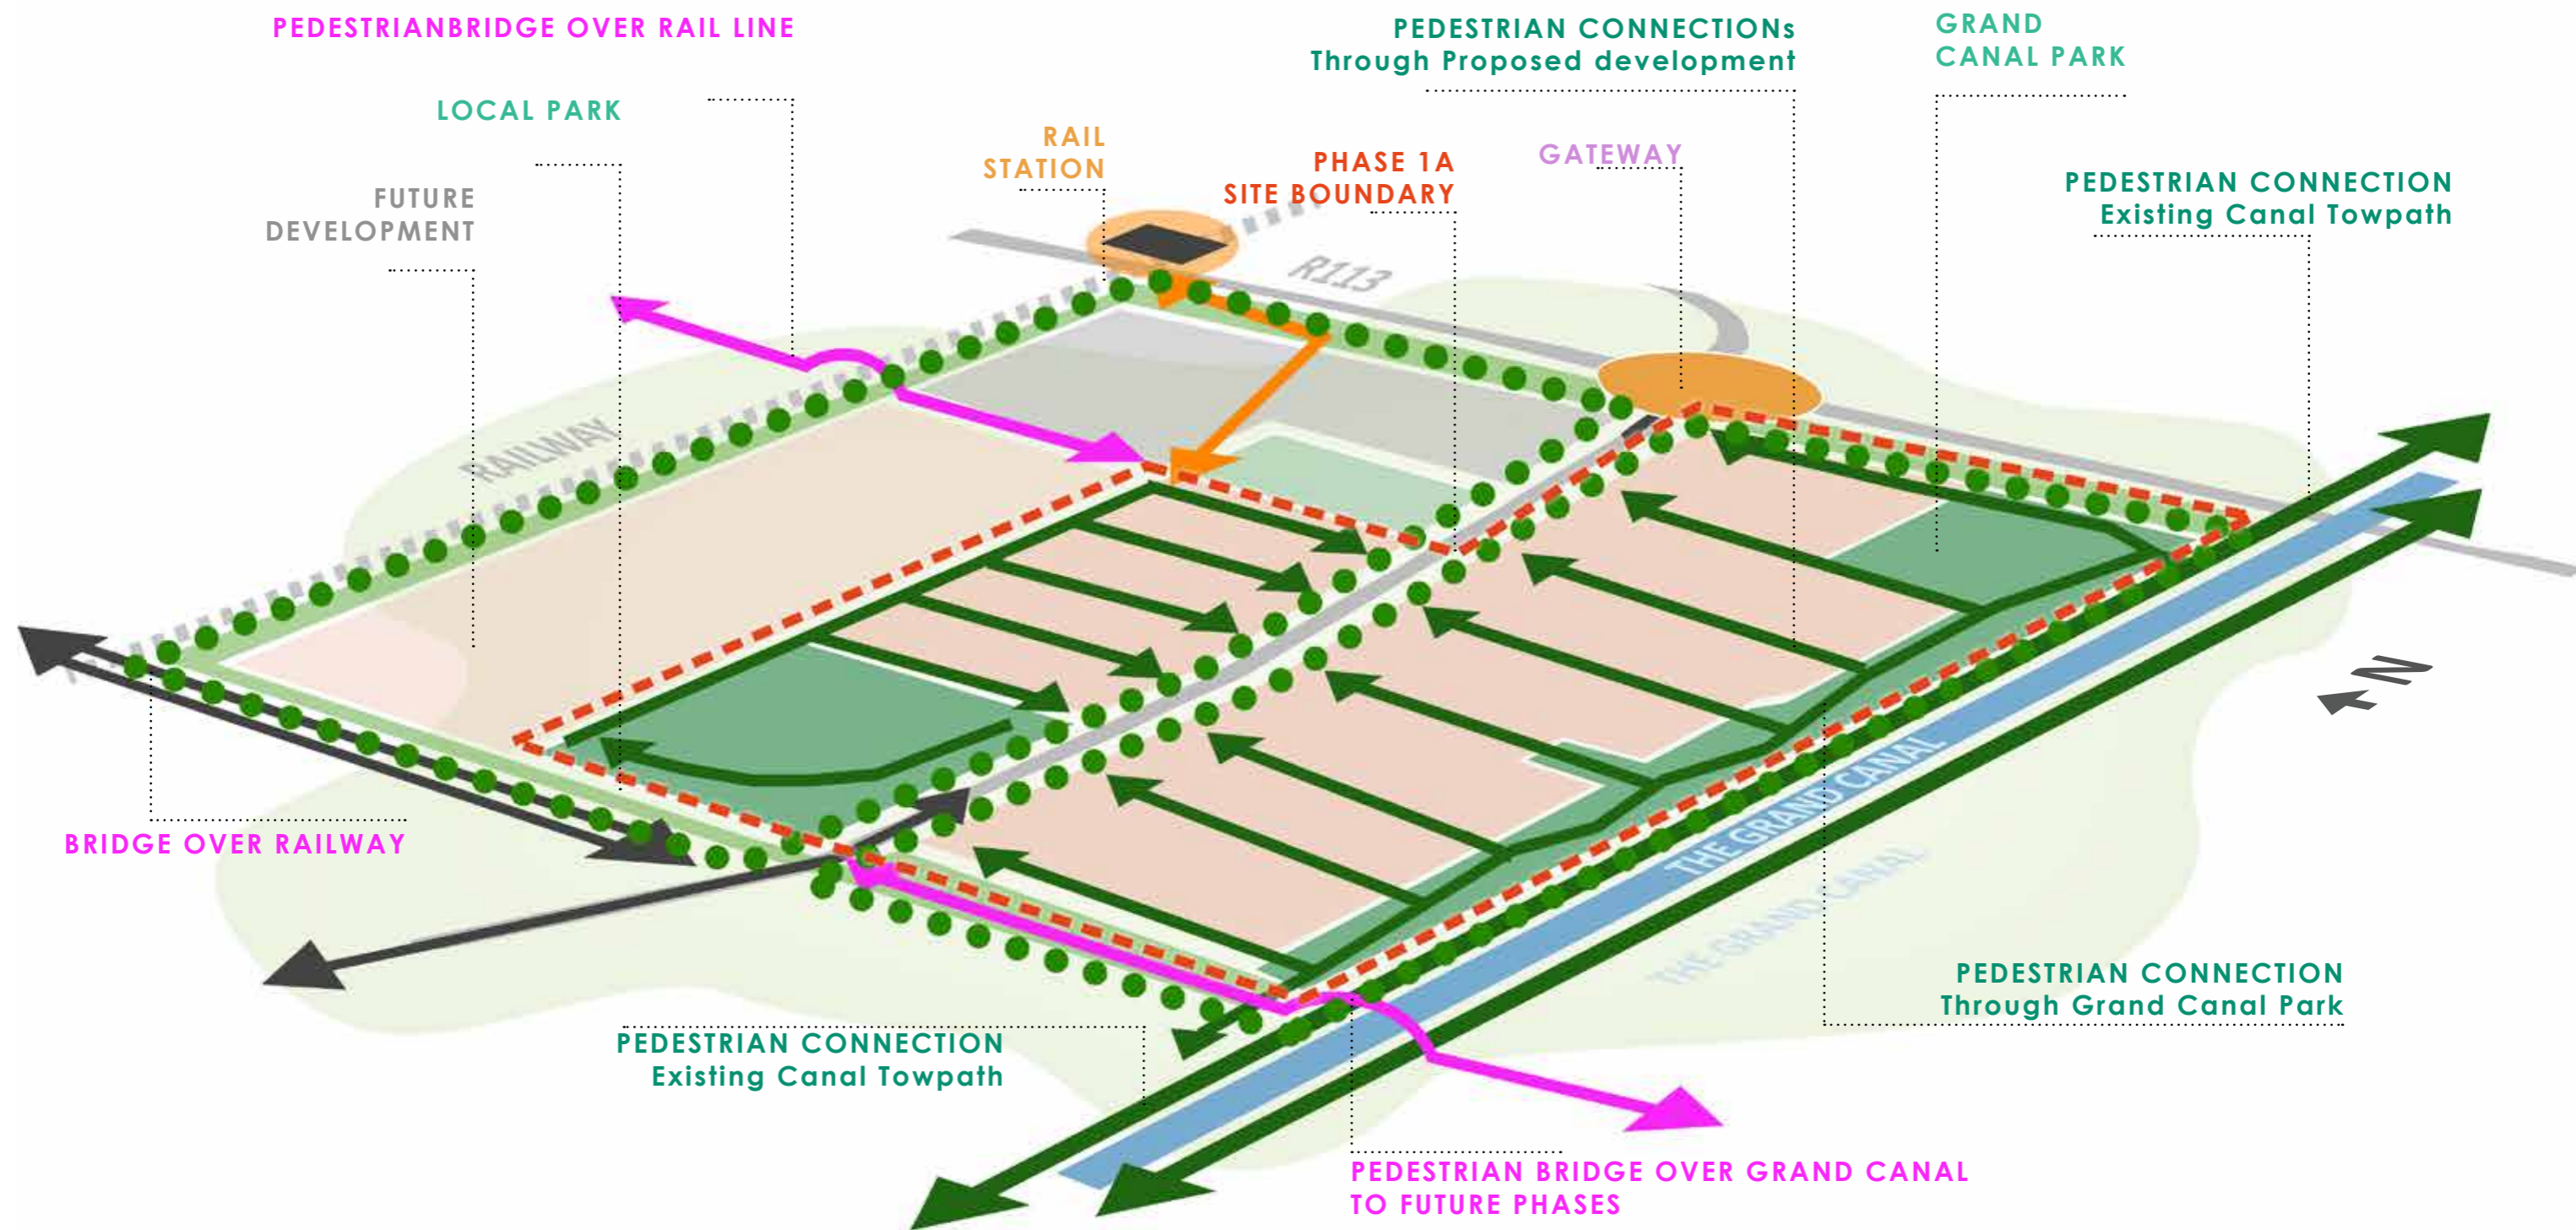 PEDESTRIANBRIDGE OVER RAIL LINE
PEDESTRIAN CONNECTIONs
Through Proposed development
GRAND
CANAL PARK
LOCAL PARK
RAIL
STATION
PHASE 1A
SITE BOUNDARY
GATEWAY
FUTURE
DEVELOPMENT
PEDESTRIAN CONNECTION
Existing Canal Towpath
R113
RAILWAY
N
BRIDGE OVER RAILWAY
THE GRAND CANAL
THE GRAND CANAL
PEDESTRIAN CONNECTION
Through Grand Canal Park
PEDESTRIAN CONNECTION
Existing Canal Towpath
PEDESTRIAN BRIDGE OVER GRAND CANAL
TO FUTURE PHASES